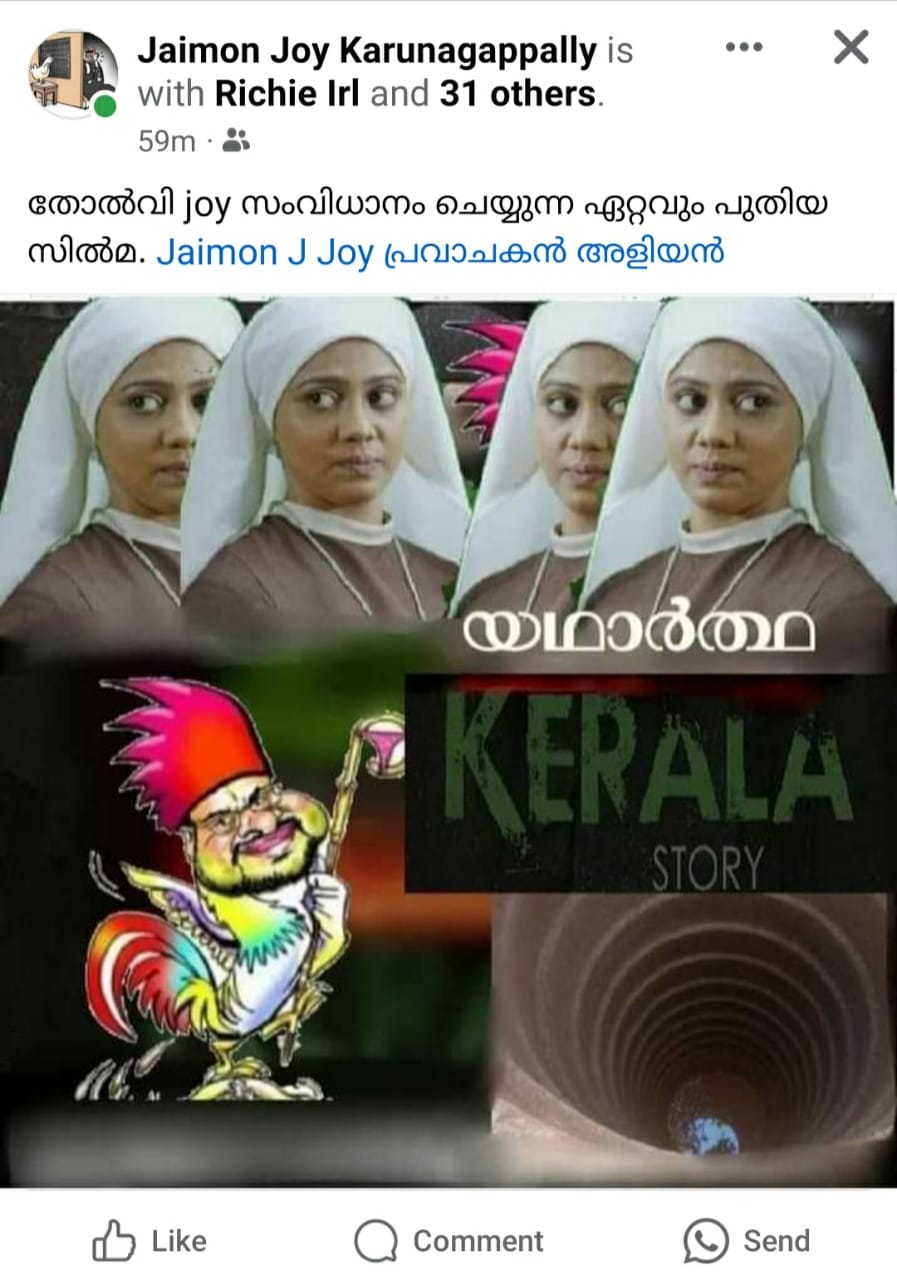 Jaimon Joy Karunagappally is
with Richie Irl and 31 others.
59m ·
തോൽവി joy സംവിധാനം ചെയ്യുന്ന ഏറ്റവും പുതിയ
സിൽമ. Jaimon J Joy പ്രവാചകൻ അളിയൻ
യഥാർത്ഥ
KERALA
STORY
Like Comment Send